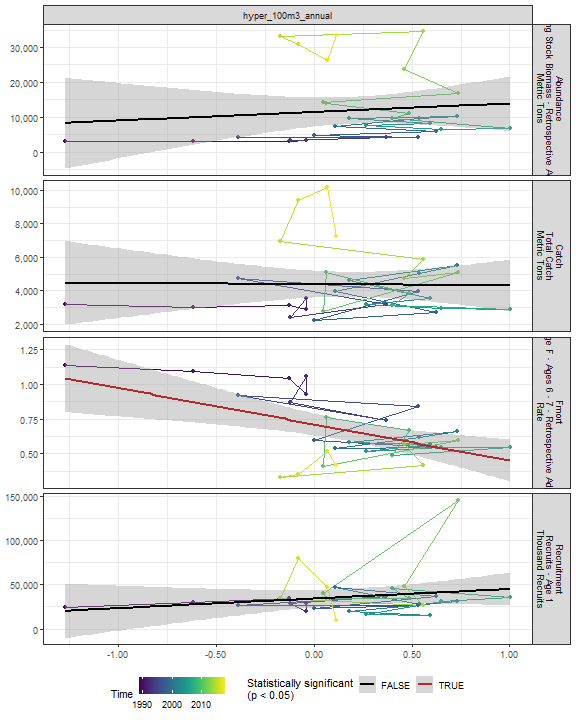 hyper_100m3_annual
30,000
20,000
10,000
0
Abundance
Stock Biomass - Retrospective
Metric Tons
10,000
8,000
6,000
4,000
2,000
Catch
Total Catch
Metric Tons
1.25
1.00
0.75
0.50
Fmort
F - Ages 6 - 7 - Retrospective
Rate
150,000
100,000
50,000
0
Recruitment
Recruits - Age 1
Thousand Recruits
-1.00
-0.50
0.00
0.50
1.00
Time
1990 2000 2010
Statistically significant
(p < 0.05)
FALSE
TRUE